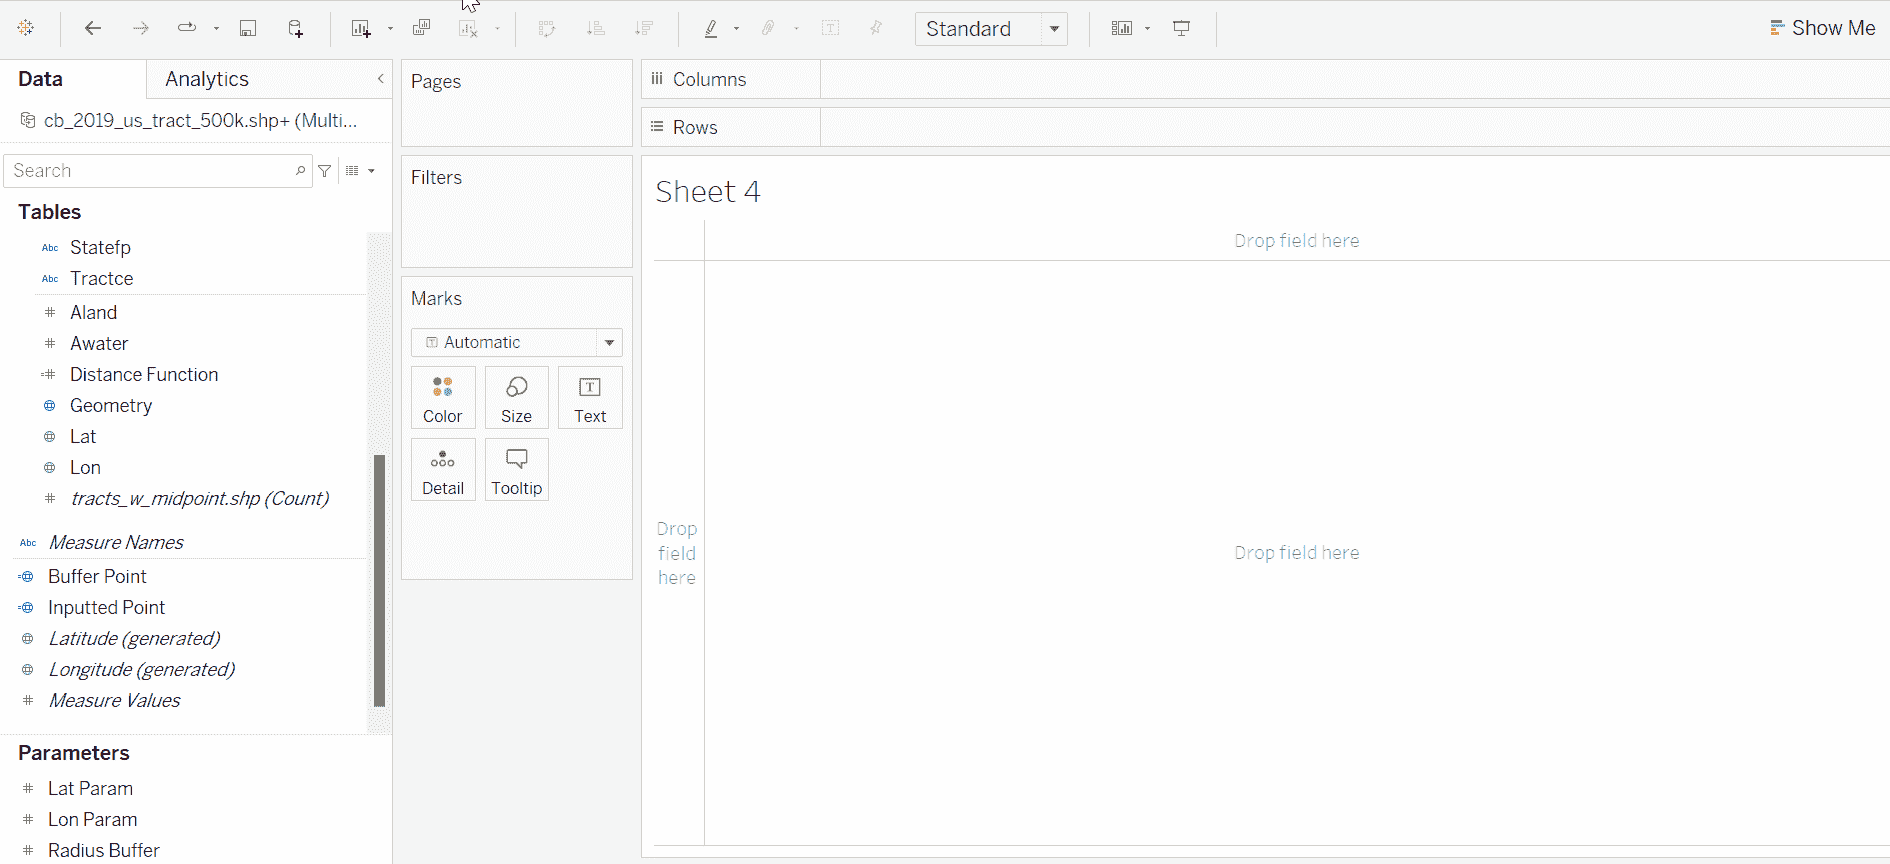 Standard
Show Me
Data
Analytics
cb_2019_us_tract_500k.shp+ (Multi...
Search
Tables
Abc Statefp
Abc Tractce
# Aland
# Awater
=# Distance Function
Geometry
Lat
Lon
# tracts_w_midpoint.shp (Count)
Abc Measure Names
Buffer Point
Inputted Point
Latitude (generated)
Longitude (generated)
# Measure Values
Parameters
# Lat Param
# Lon Param
# Radius Buffer
Pages
Filters
Marks
Automatic
Color
Size
Text
Detail
Tooltip
Columns
Rows
Sheet 4
Drop field here
Drop
field
here
Drop field here